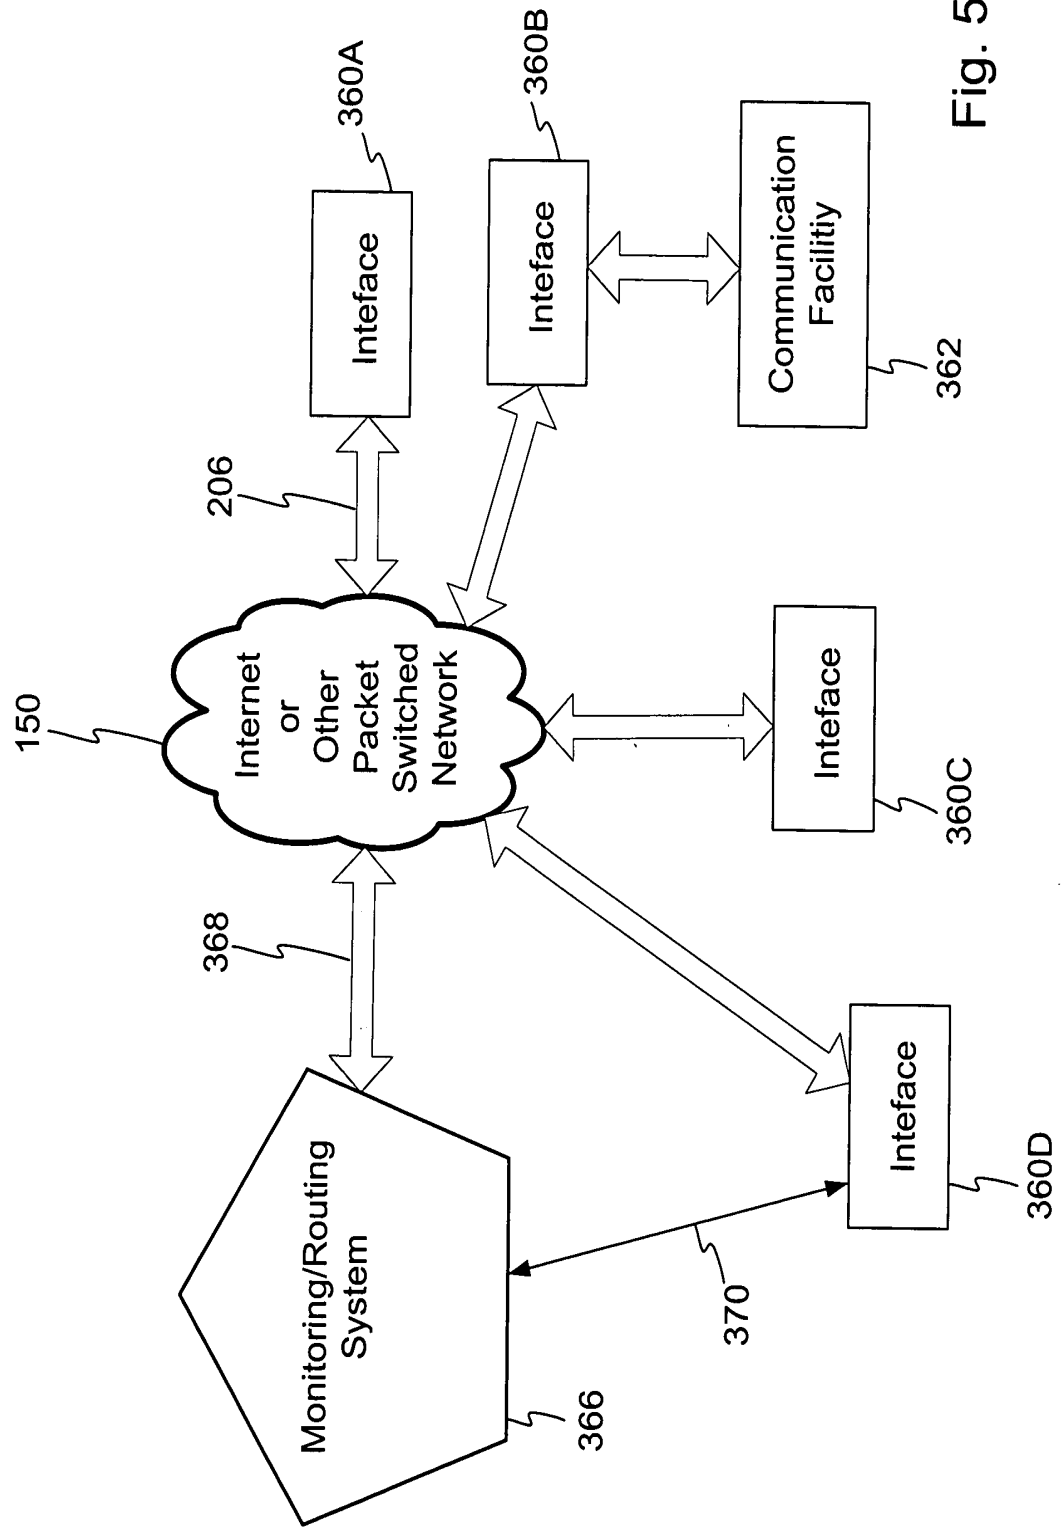 150
Internet
or
Other
Packet
Switched
Network
368
206
Monitoring/Routing
System
366
370
Inteface
360A
Inteface
360B
Communication
Facilitiy
362
Inteface
360C
Inteface
360D
Fig. 5